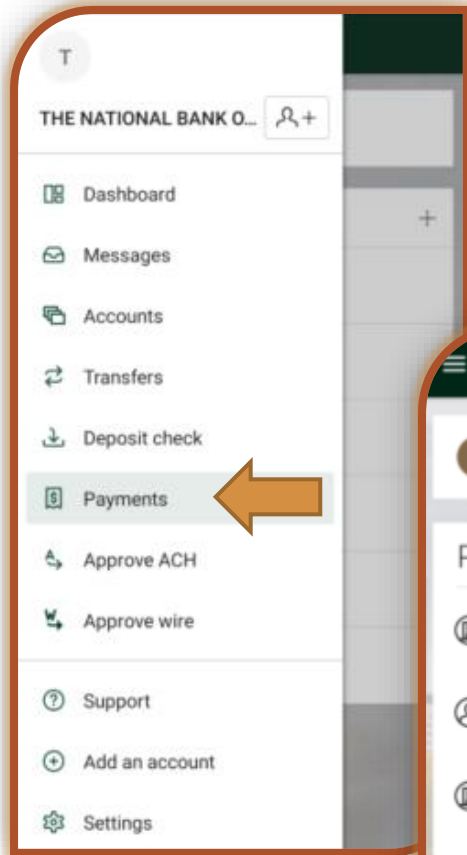 T
THE NATIONAL BANK O...
Dashboard
Messages
Accounts
Transfers
Deposit check
Payments
Approve ACH
Approve wire
Support
Add an account
Settings